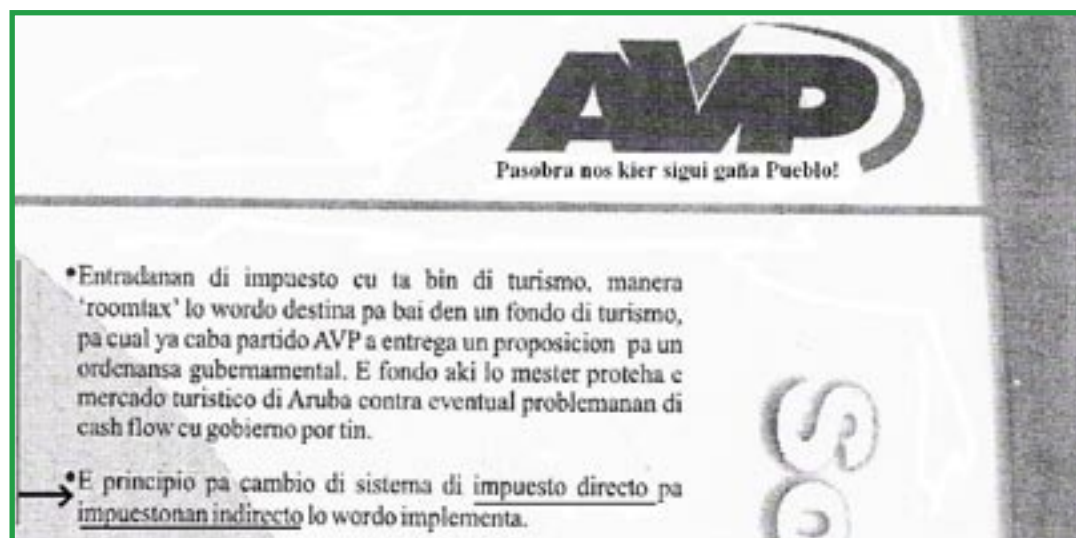 AVP
Pasobra nos kier sigui gaña Pueblo!
•Entradanan di impuesto cu ta bin di turismo, manera
'roomtax' lo wordo destina pa bai den un fondo di turismo,
pa cual ya caba partido AVP a entrega un proposicion pa un
ordenansa gubernamental. E fondo aki lo mester proteha e
mercado turistico di Aruba contra eventual problemanan di
cash flow cu gobierno por tin.
•E principio pa cambio di sistema di impuesto directo pa
impuestonan indirecto lo wordo implementa.